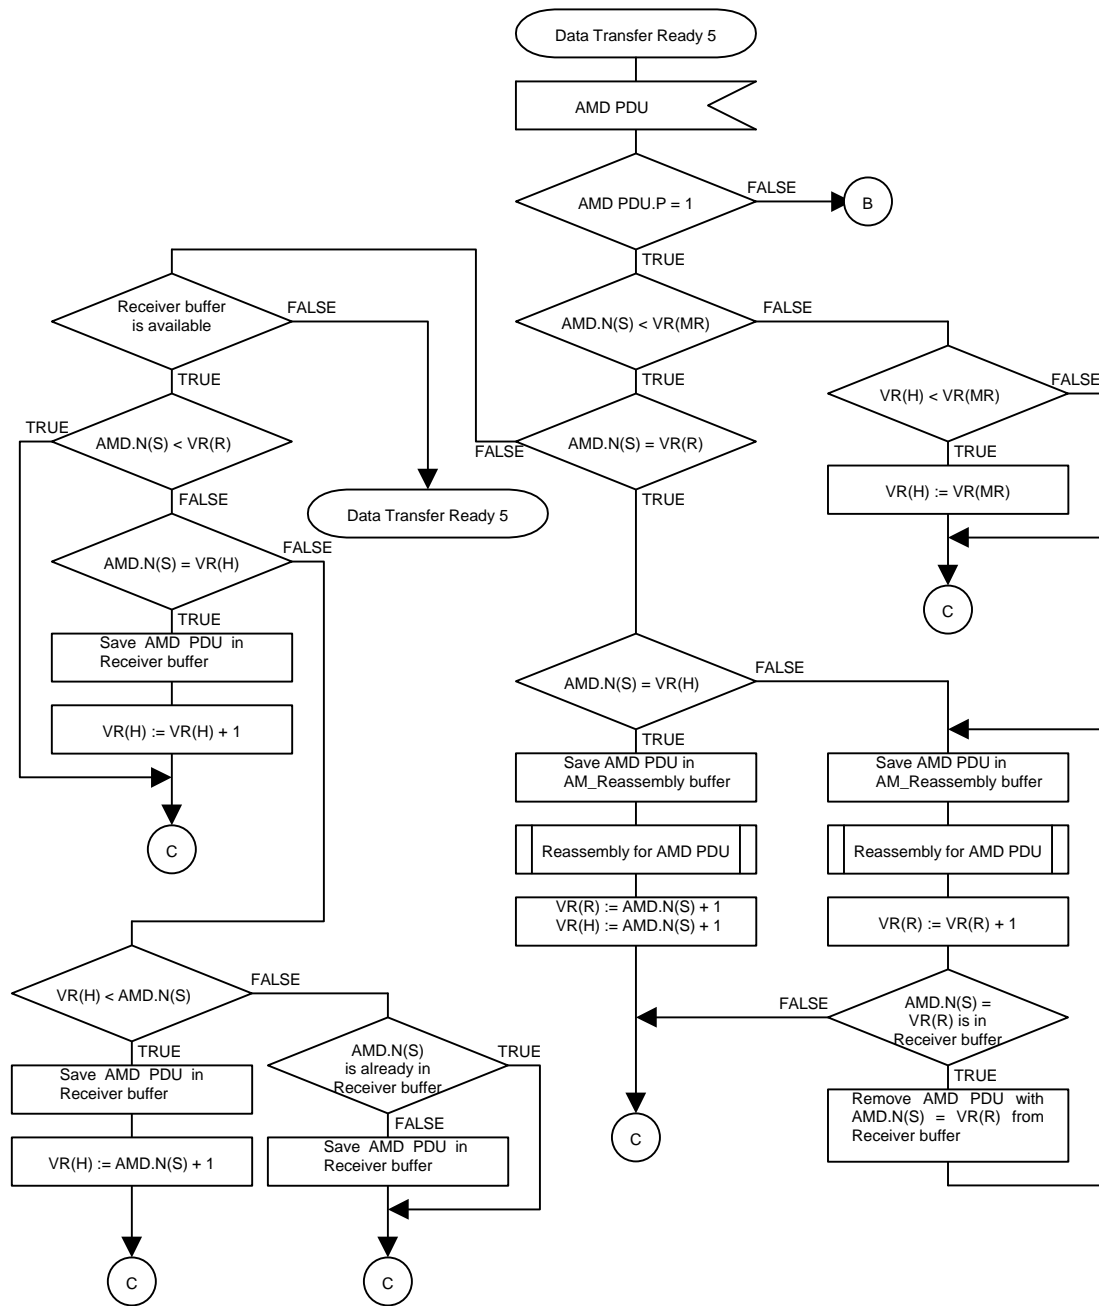 Data Transfer Ready 5
AMD PDU
AMD PDU.P = 1
FALSE
B
TRUE
Receiver buffer
is available
FALSE
AMD.N(S) < VR(MR)
FALSE
TRUE
TRUE
VR(H) < VR(MR)
FALSE
TRUE
AMD.N(S) < VR(R)
FALSE
AMD.N(S) = VR(R)
TRUE
VR(H) := VR(MR)
FALSE
TRUE
Data Transfer Ready 5
AMD.N(S) = VR(H)
FALSE
C
TRUE
Save AMD PDU in
Receiver buffer
VR(H) := VR(H) + 1
C
AMD.N(S) = VR(H)
FALSE
TRUE
Save AMD PDU in
AM_Reassembly buffer
Save AMD PDU in
AM_Reassembly buffer
Reassembly for AMD PDU
Reassembly for AMD PDU
VR(R) := AMD.N(S) + 1
VR(H) := AMD.N(S) + 1
VR(R) := VR(R) + 1
VR(H) < AMD.N(S)
FALSE
TRUE
Save AMD PDU in
Receiver buffer
VR(H) := AMD.N(S) + 1
C
AMD.N(S)
is already in
Receiver buffer
TRUE
FALSE
Save AMD PDU in
Receiver buffer
C
FALSE
AMD.N(S) =
VR(R) is in
Receiver buffer
TRUE
Remove AMD PDU with
AMD.N(S) = VR(R) from
Receiver buffer
C